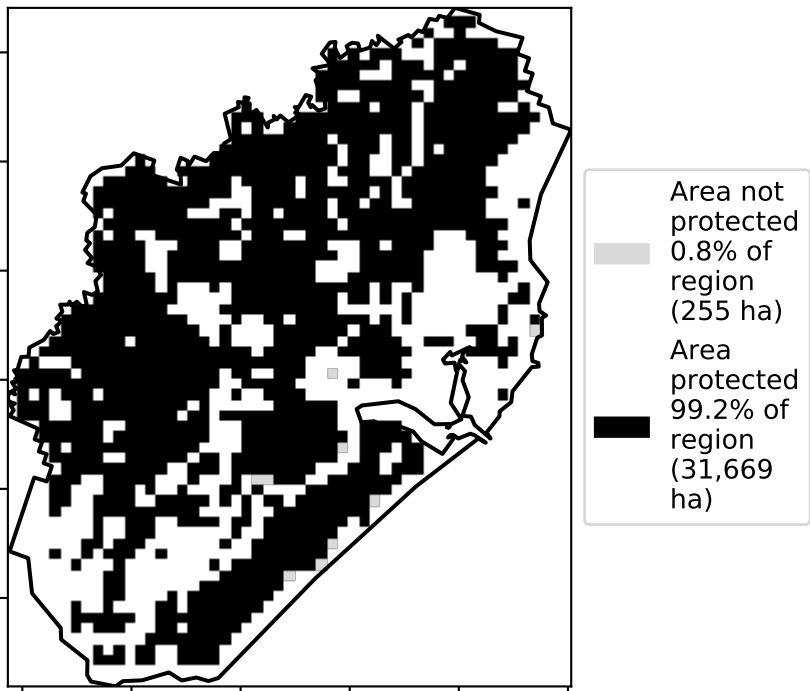 Area not
protected
0.8% of
region
(255 ha)
Area
protected
99.2% of
region
(31,669
ha)